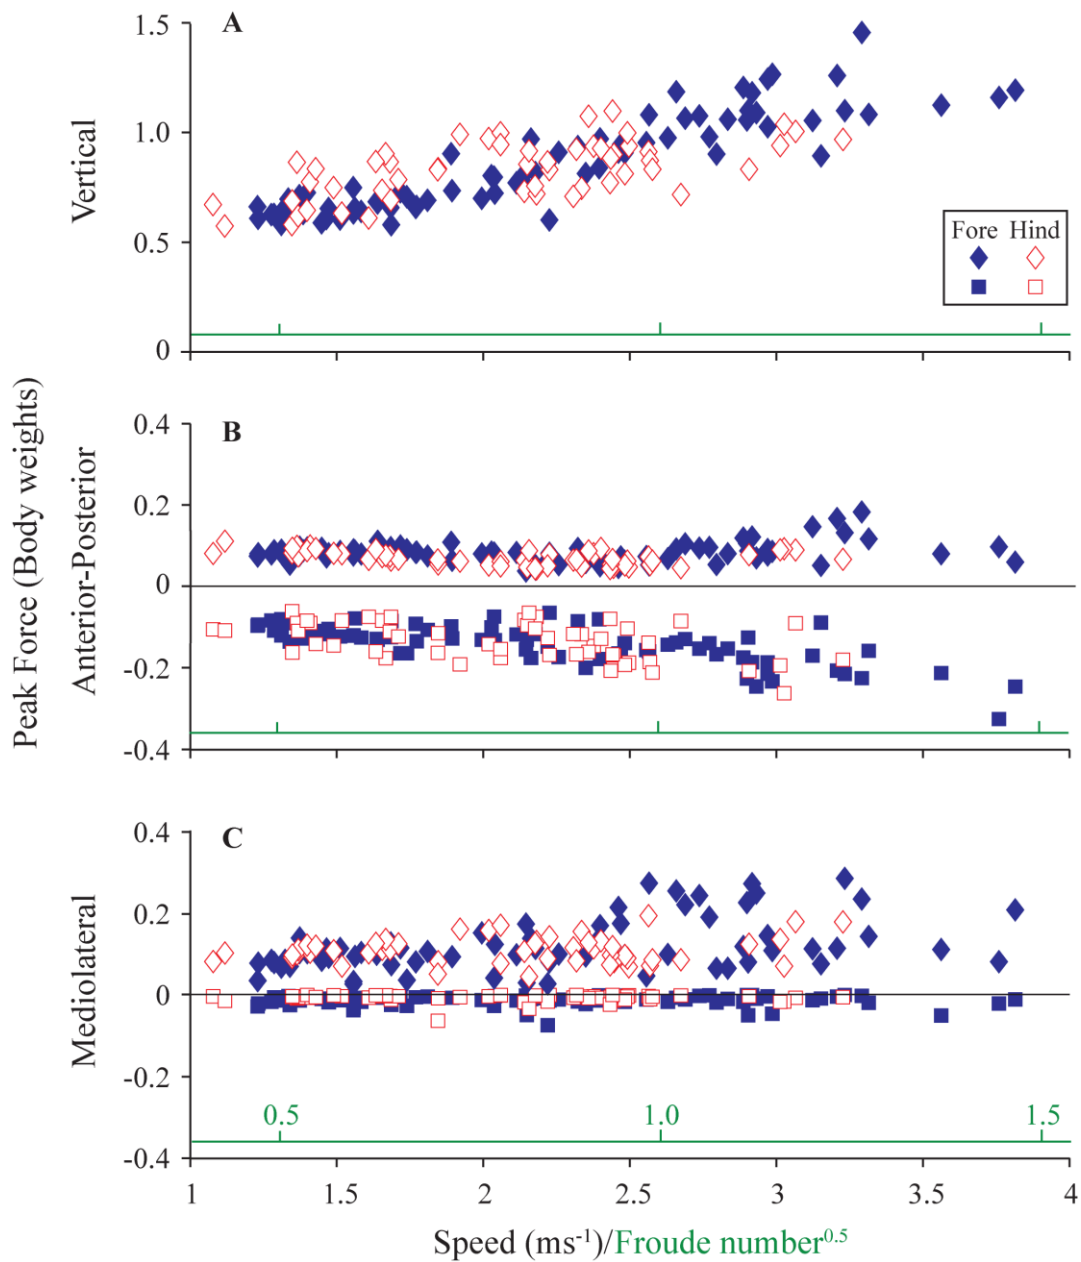 A
1.5
1.0
0.5
0
Vertical
Fore Hind
B
0.4
0.2
0
-0.2
-0.4
Anterior-Posterior
Peak Force (Body weights)
C
0.4
0.2
0
-0.2
-0.4
Mediolateral
0.5 1.0 1.5
1 1.5 2 2.5 3 3.5 4
Speed (ms⁻¹)/Froude number⁰·⁵